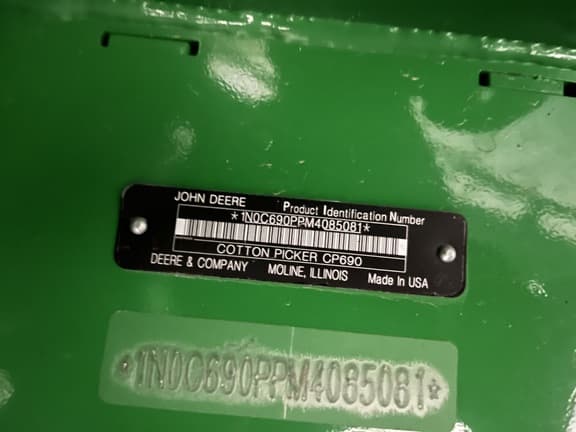 JOHN DEERE Product Identification Number
*1N0C690PPM4085081*
COTTON PICKER CP690
DEERE & COMPANY MOLINE, ILLINOIS Made In USA
*1N0C690PPM4085081*